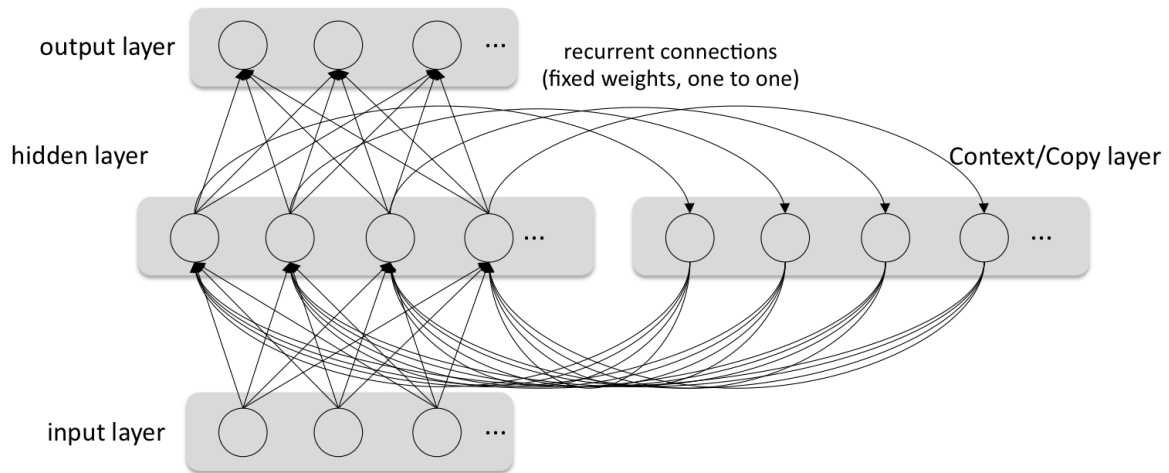 output layer
...
recurrent connections
(fixed weights, one to one)
hidden layer
Context/Copy layer
...
...
input layer
...